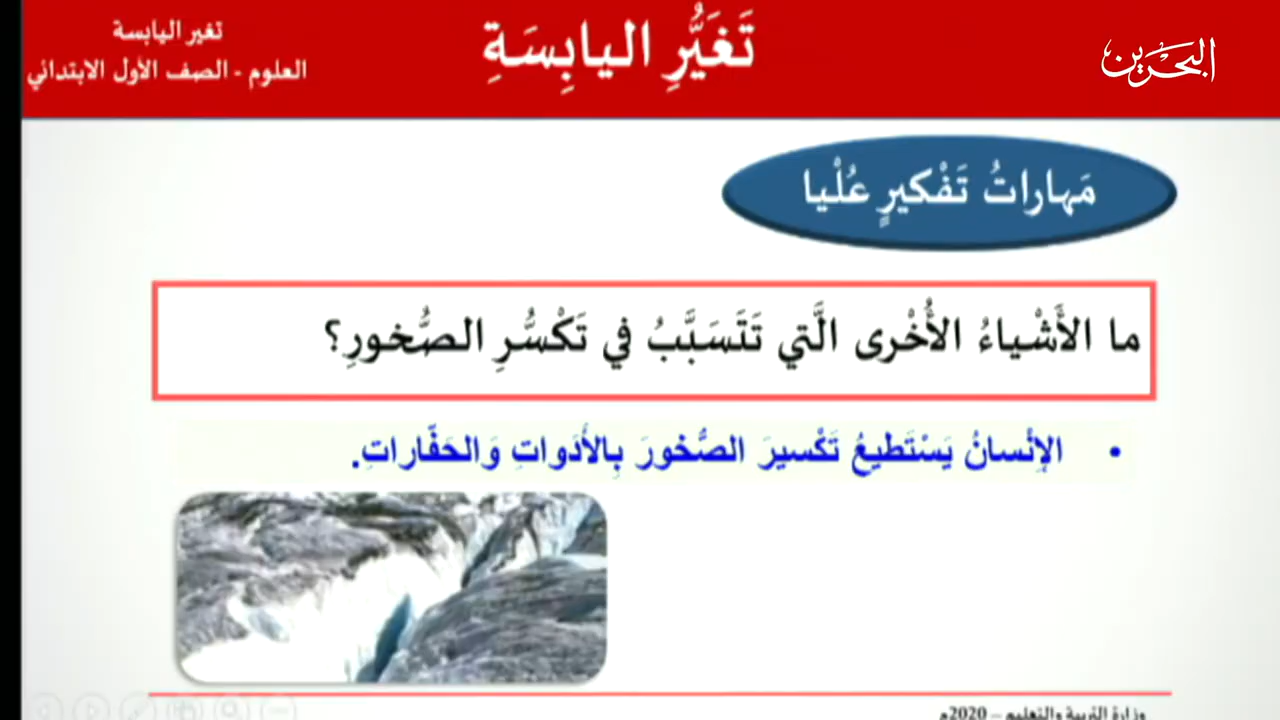 البحرين
تَغَيُّرِ اليابِسَةِ
تغير اليابسة
العلوم - الصف الأول الابتدائي
مَهاراتُ تَفْكيرٍ عُلْيا
ما الأَشْياءُ الأُخْرى الَّتي تَتَسَبَّبُ في تَكْسُّرِ الصُّخورِ؟
• الإِنْسانُ يَسْتَطيعُ تَكْسيرَ الصُّخورَ بِالأَدَواتِ وَالحَفّاراتِ.
وزارة التربية والتعليم – 2020م